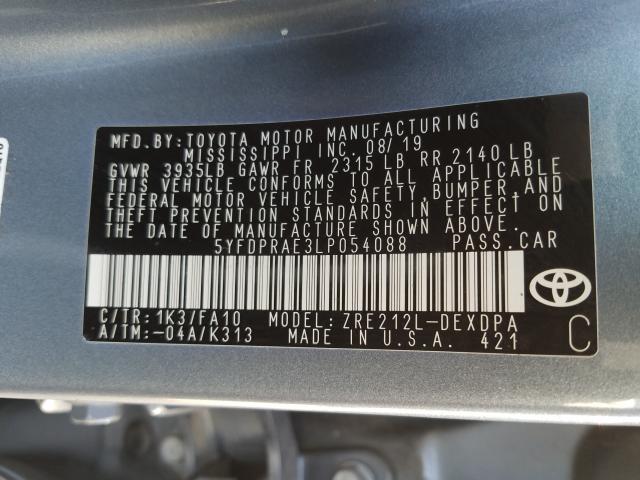 MFD.BY:TOYOTA MOTOR MANUFACTURING
MISSISSIPPI INC. 08/19
GVWR 3935LB GAWR FR 2315 LB RR 2140 LB
THIS VEHICLE CONFORMS TO ALL APPLICABLE
FEDERAL MOTOR VEHICLE SAFETY,BUMPER,AND
THEFT PREVENTION STANDARDS IN EFFECT ON
THE DATE OF MANUFACTURE SHOWN ABOVE.
5YFDPRAE3LP054088 PASS.CAR
C/TR:1K3/FA10 MODEL:ZRE212L-DEXDPA
A/TM:-04A/K313 MADE IN U.S.A. 421
C